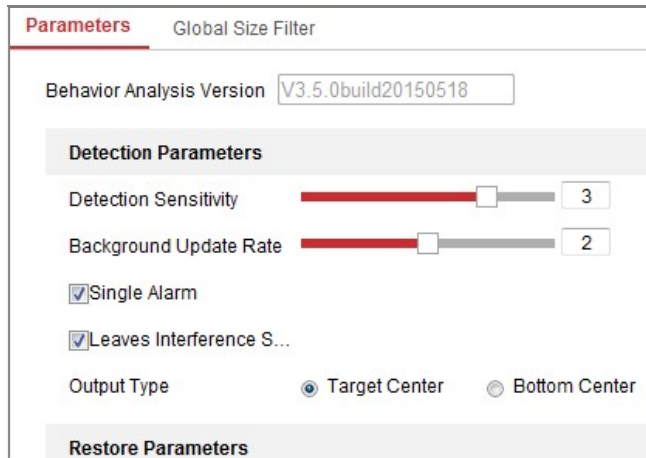 Parameters Global Size Filter
Behavior Analysis Version V3.5.0build20150518
Detection Parameters
Detection Sensitivity 3
Background Update Rate 2
Single Alarm
Leaves Interference S...
Output Type Target Center Bottom Center
Restore Parameters